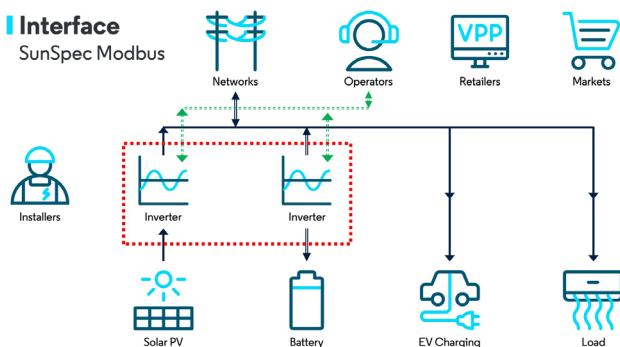 Interface
SunSpec Modbus
VPP
Networks
Operators
Retailers
Markets
Installers
Inverter
Inverter
Solar PV
Battery
EV Charging
Load